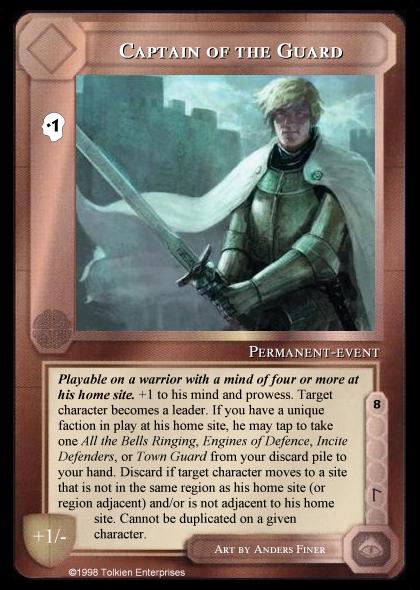 CAPTAIN OF THE GUARD
+1
PERMANENT-EVENT
Playable on a warrior with a mind of four or more at
his home site. +1 to his mind and prowess. Target
character becomes a leader. If you have a unique
faction in play at his home site, he may tap to take
one All the Bells Ringing, Engines of Defence, Incite
Defenders, or Town Guard from your discard pile to
your hand. Discard if target character moves to a site
that is not in the same region as his home site (or
region adjacent) and/or is not adjacent to his home
site. Cannot be duplicated on a given
character.
8
+1/-
ART BY ANDERS FINER
©1998 Tolkien Enterprises